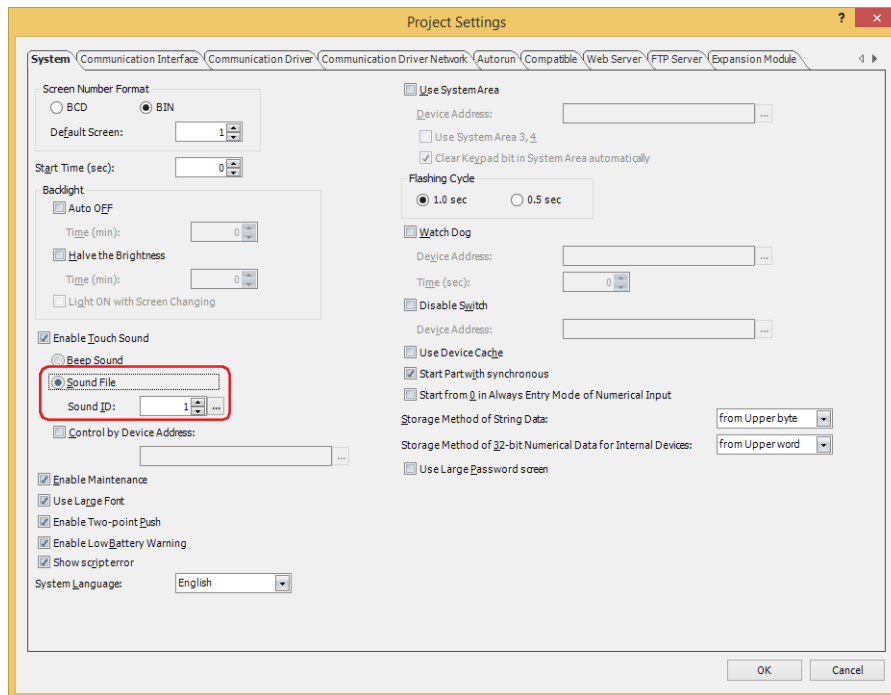 Project Settings
?
×
System
Communication Interface
Communication Driver
Communication Driver Network
Autorun
Compatible
Web Server
FTP Server
Expansion Module
Screen Number Format
BCD
BIN
Default Screen:
1
Start Time (sec):
0
Backlight
Auto OFF
Time (min):
0
Halve the Brightness
Time (min):
0
Light ON with Screen Changing
Enable Touch Sound
Beep Sound
Sound File
Sound ID:
1
...
Control by Device Address:
...
Enable Maintenance
Use Large Font
Enable Two-point Push
Enable Low Battery Warning
Show script error
System Language:
English
Use System Area
Device Address:
...
Use System Area 3, 4
Clear Keypad bit in System Area automatically
Flashing Cycle
1.0 sec
0.5 sec
Watch Dog
Device Address:
...
Time (sec):
0
Disable Switch
Device Address:
...
Use Device Cache
Start Part with synchronous
Start from 0 in Always Entry Mode of Numerical Input
Storage Method of String Data:
from Upper byte
Storage Method of 32-bit Numerical Data for Internal Devices:
from Upper word
Use Large Password screen
OK
Cancel